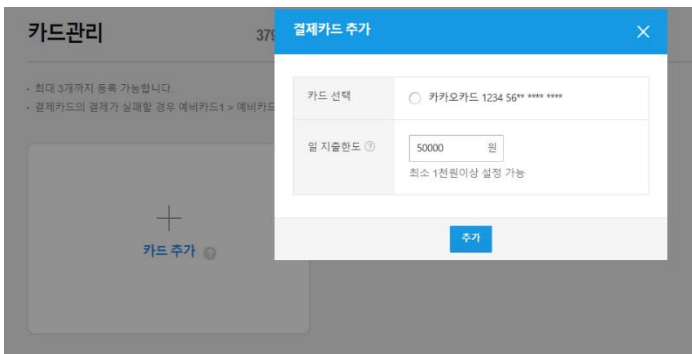 카드관리
379
결제카드 추가
· 최대 3개까지 등록 가능합니다.
· 결제카드의 결제가 실패할 경우 예비카드1 > 예비카드
카드 선택
카카오카드 1234 56** **** ****
일 지출한도 ?
50000 원
최소 1천원이상 설정 가능
카드 추가 ?
추가